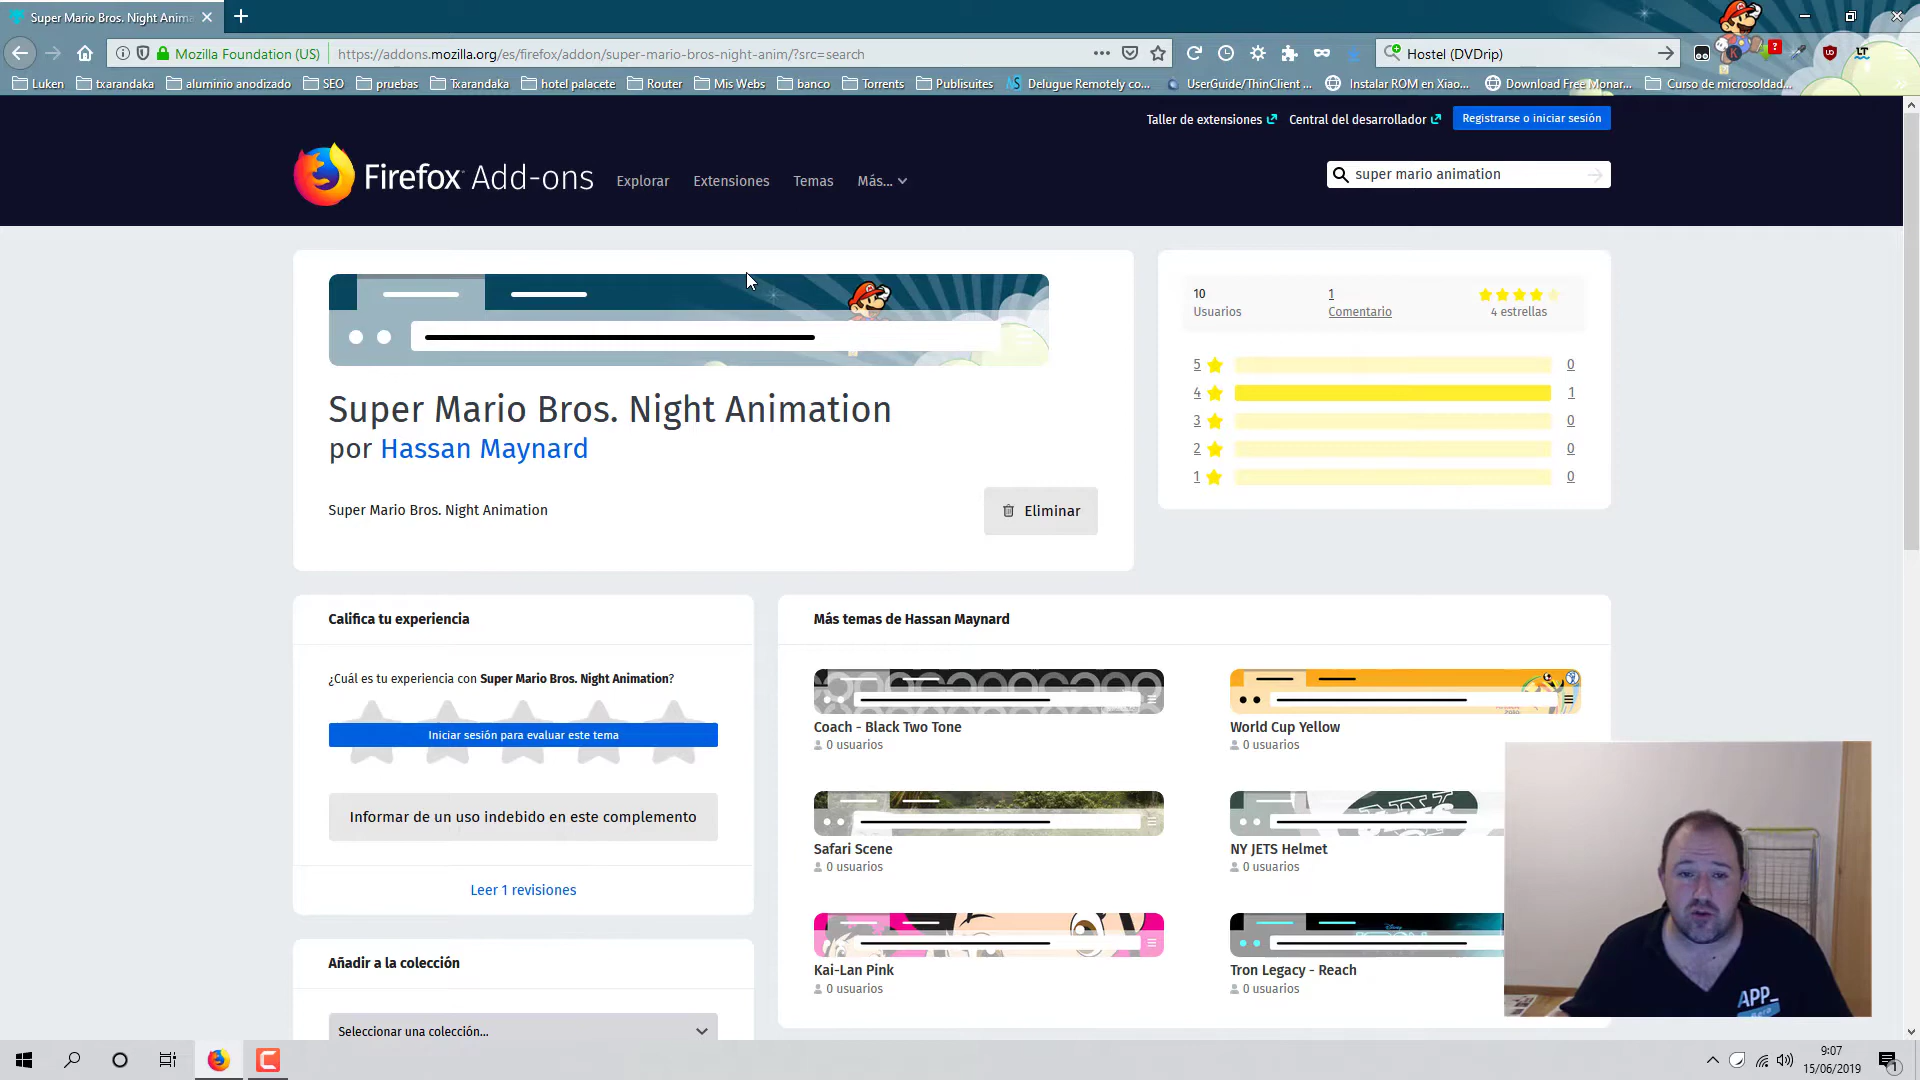 Super Mario Bros. Night Anima
Mozilla Foundation (US)
https://addons.mozilla.org/es/firefox/addon/super-mario-bros-night-anim/?src=search
Hostel (DVDrip)
Luken
txarandaka
aluminio anodizado
SEO
pruebas
Txarandaka
hotel palacete
Router
Mis Webs
banco
Torrents
Publisuites
Delugue Remotely co...
UserGuide/ThinClient ...
Instalar ROM en Xiao...
Download Free Monar...
Curso de microsoldad...
Taller de extensiones
Central del desarrollador
Registrarse o iniciar sesión
Firefox Add-ons
Explorar
Extensiones
Temas
Más...
super mario animation
Super Mario Bros. Night Animation
por Hassan Maynard
Super Mario Bros. Night Animation
Eliminar
10
Usuarios
1
Comentario
4 estrellas
5 0
4 1
3 0
2 0
1 0
Califica tu experiencia
¿Cuál es tu experiencia con Super Mario Bros. Night Animation?
Iniciar sesión para evaluar este tema
Informar de un uso indebido en este complemento
Leer 1 revisiones
Añadir a la colección
Seleccionar una colección...
Más temas de Hassan Maynard
Coach - Black Two Tone
0 usuarios
World Cup Yellow
0 usuarios
Safari Scene
0 usuarios
NY JETS Helmet
0 usuarios
Kai-Lan Pink
0 usuarios
Tron Legacy - Reach
0 usuarios
APP_
9:07
15/06/2019
1